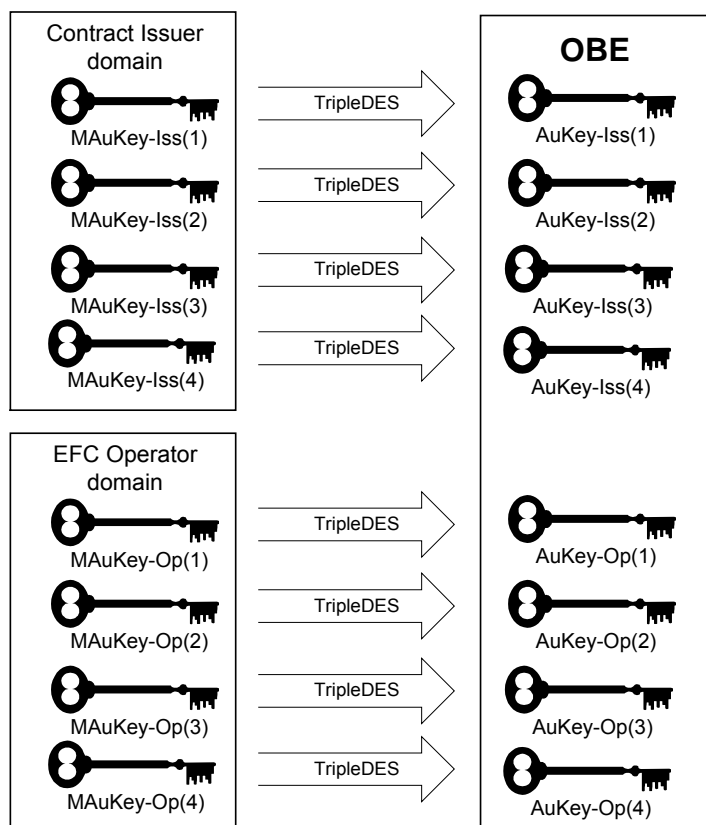 Contract Issuer
domain
OBE
MAuKey-Iss(1)
TripleDES
AuKey-Iss(1)
MAuKey-Iss(2)
TripleDES
AuKey-Iss(2)
MAuKey-Iss(3)
TripleDES
AuKey-Iss(3)
MAuKey-Iss(4)
TripleDES
AuKey-Iss(4)
EFC Operator
domain
MAuKey-Op(1)
TripleDES
AuKey-Op(1)
MAuKey-Op(2)
TripleDES
AuKey-Op(2)
MAuKey-Op(3)
TripleDES
AuKey-Op(3)
MAuKey-Op(4)
TripleDES
AuKey-Op(4)